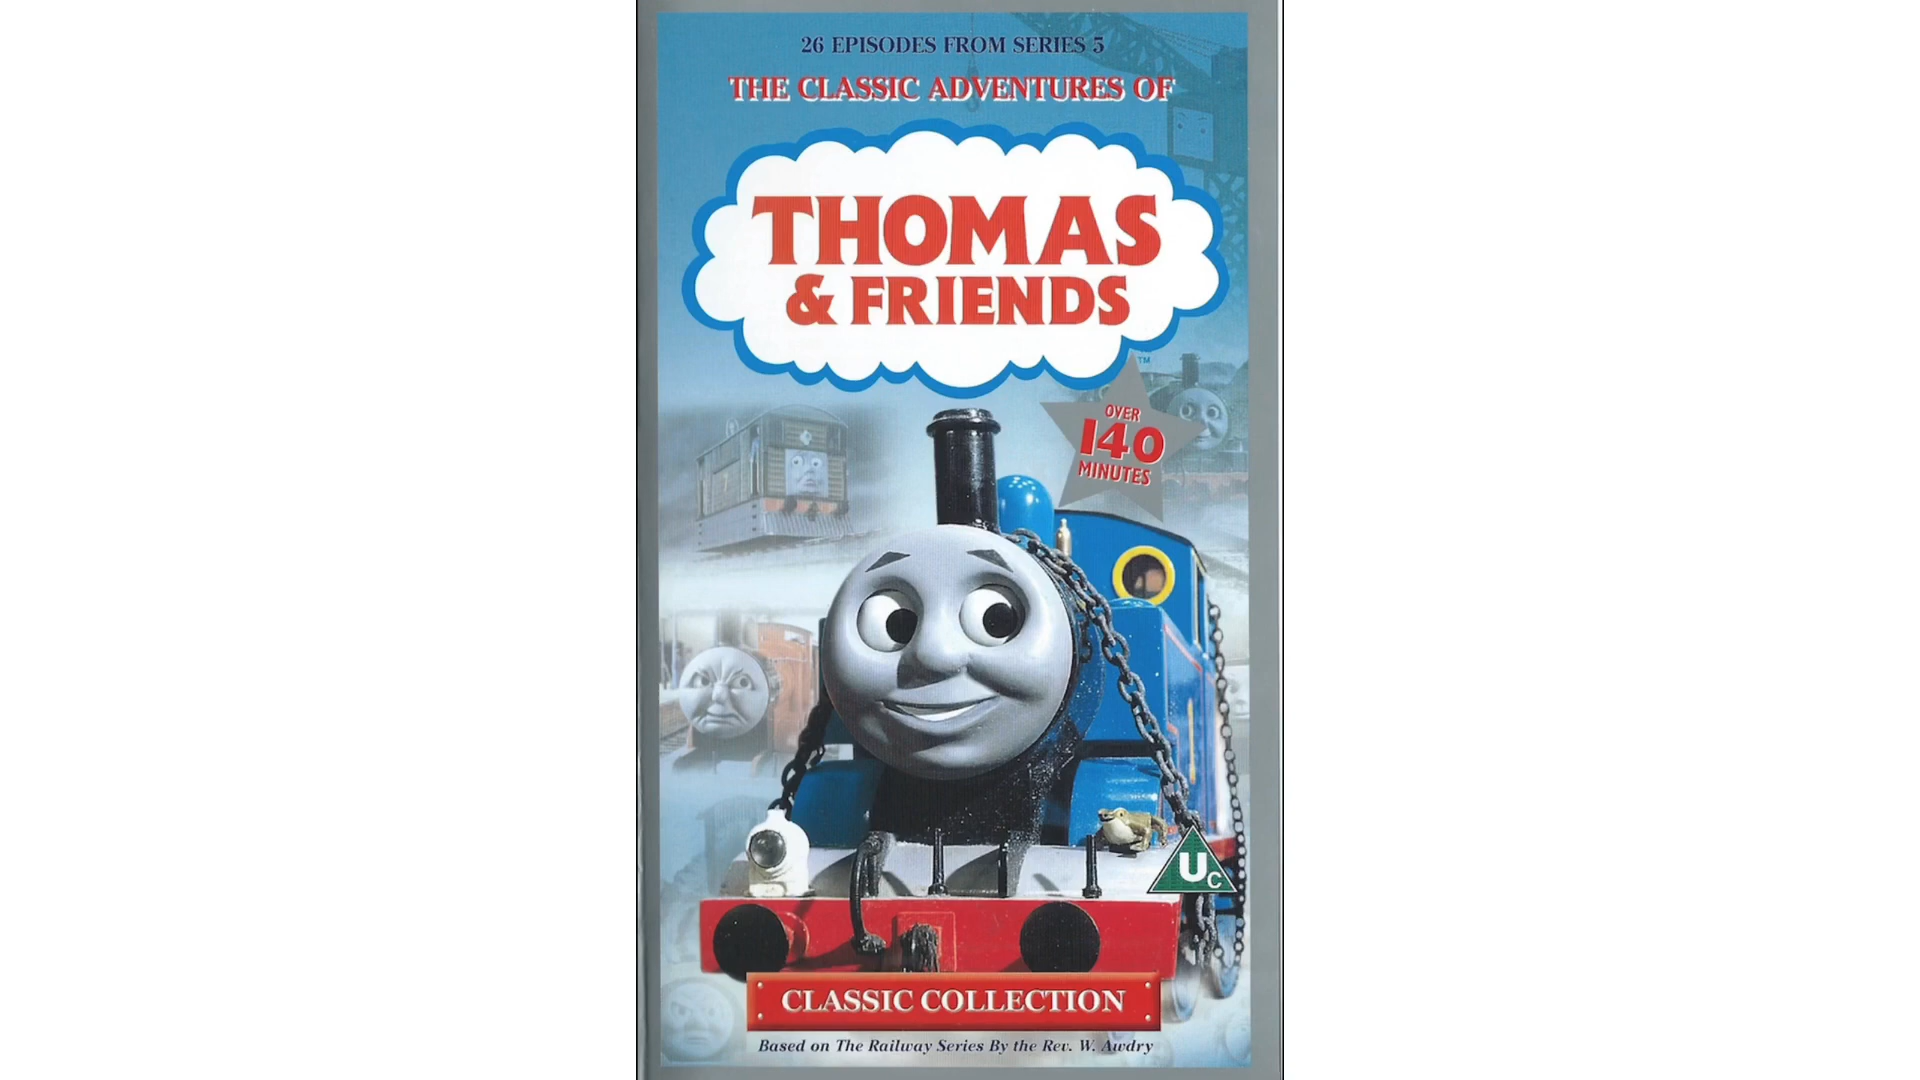 26 EPISODES FROM SERIES 5
THE CLASSIC ADVENTURES OF
THOMAS
& FRIENDS
TM
OVER
140
MINUTES
Uc
CLASSIC COLLECTION
Based on The Railway Series By the Rev. W. Awdry